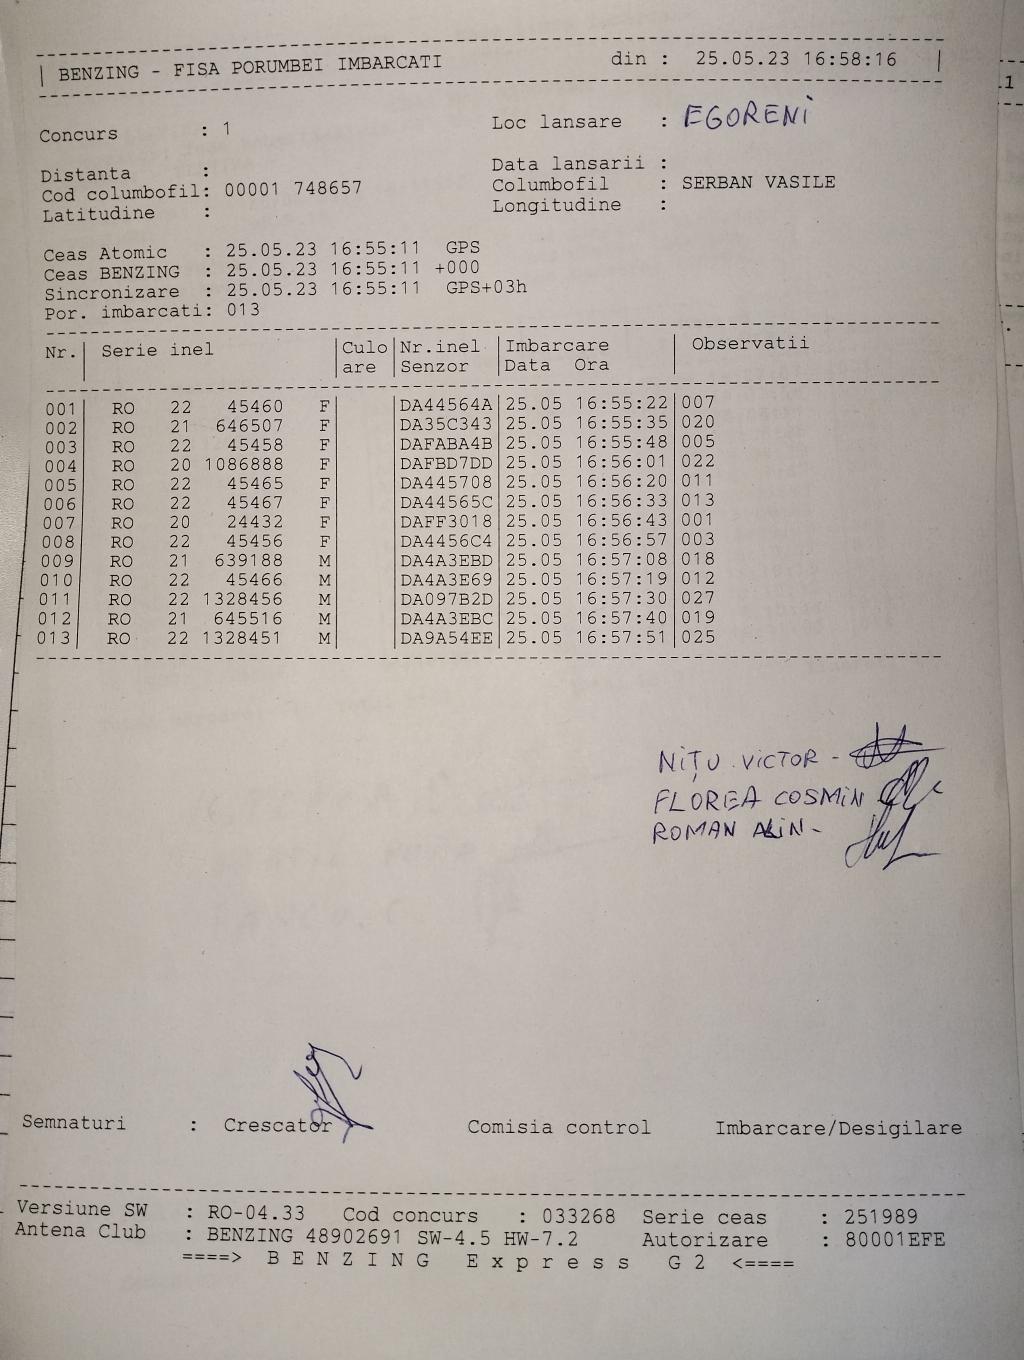 BENZING - FISA PORUMBEI IMBARCATI din : 25.05.23 16:58:16
Concurs : 1 Loc lansare : EGORENI
Distanta : Data lansarii :
Cod columbofil: 00001 748657 Columbofil : SERBAN VASILE
Latitudine : Longitudine :
Ceas Atomic : 25.05.23 16:55:11 GPS
Ceas BENZING : 25.05.23 16:55:11 +000
Sincronizare : 25.05.23 16:55:11 GPS+03h
Por. imbarcati: 013
Nr. Serie inel Culo Nr.inel Imbarcare Observatii
are Senzor Data Ora
001 RO 22 45460 F DA44564A 25.05 16:55:22 007
002 RO 21 646507 F DA35C343 25.05 16:55:35 020
003 RO 22 45458 F DAFABA4B 25.05 16:55:48 005
004 RO 20 1086888 F DAFBD7DD 25.05 16:56:01 022
005 RO 22 45465 F DA445708 25.05 16:56:20 011
006 RO 22 45467 F DA44565C 25.05 16:56:33 013
007 RO 20 24432 F DAFF3018 25.05 16:56:43 001
008 RO 22 45456 F DA4456C4 25.05 16:56:57 003
009 RO 21 639188 M DA4A3EBD 25.05 16:57:08 018
010 RO 22 45466 M DA4A3E69 25.05 16:57:19 012
011 RO 22 1328456 M DA097B2D 25.05 16:57:30 027
012 RO 21 645516 M DA4A3EBC 25.05 16:57:40 019
013 RO 22 1328451 M DA9A54EE 25.05 16:57:51 025
NIȚU VICTOR -
FLOREA COSMIN
ROMAN ALIN -
Semnaturi : Crescator Comisia control Imbarcare/Desigilare
Versiune SW : RO-04.33 Cod concurs : 033268 Serie ceas : 251989
Antena Club : BENZING 48902691 SW-4.5 HW-7.2 Autorizare : 80001EFE
====> B E N Z I N G E x p r e s s G 2 <====